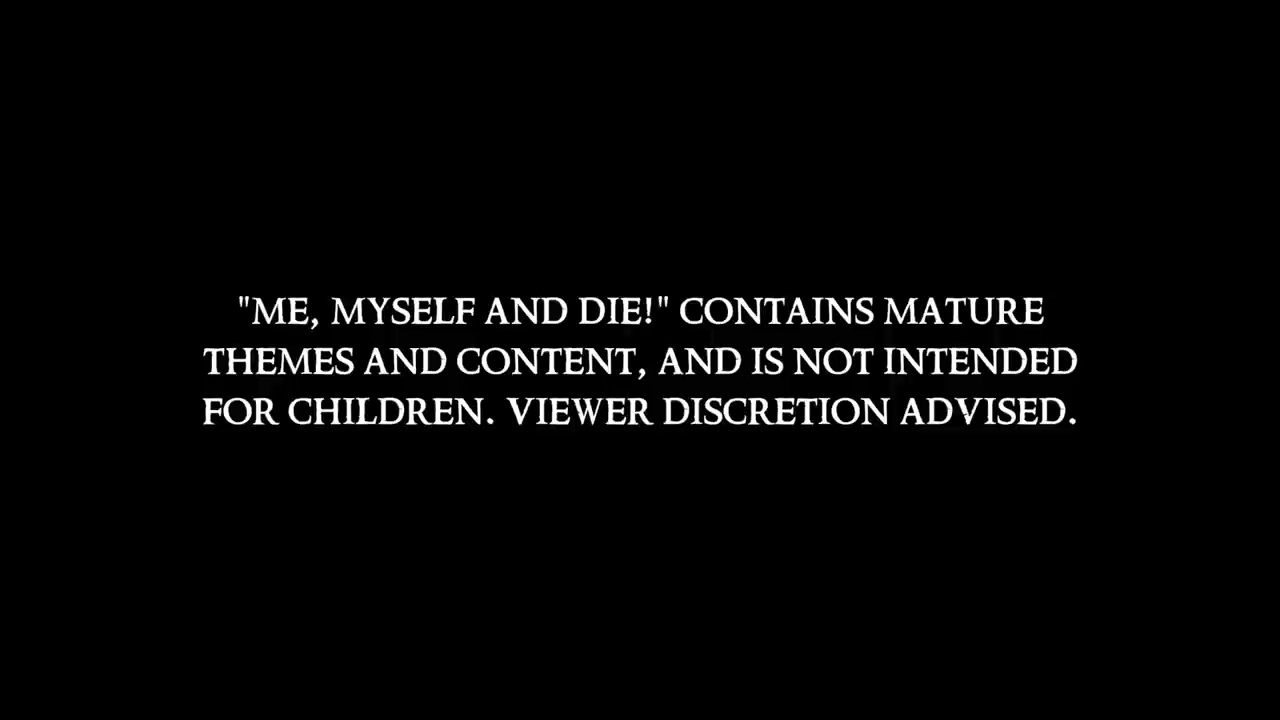 "ME, MYSELF AND DIE!" CONTAINS MATURE
THEMES AND CONTENT, AND IS NOT INTENDED
FOR CHILDREN. VIEWER DISCRETION ADVISED.